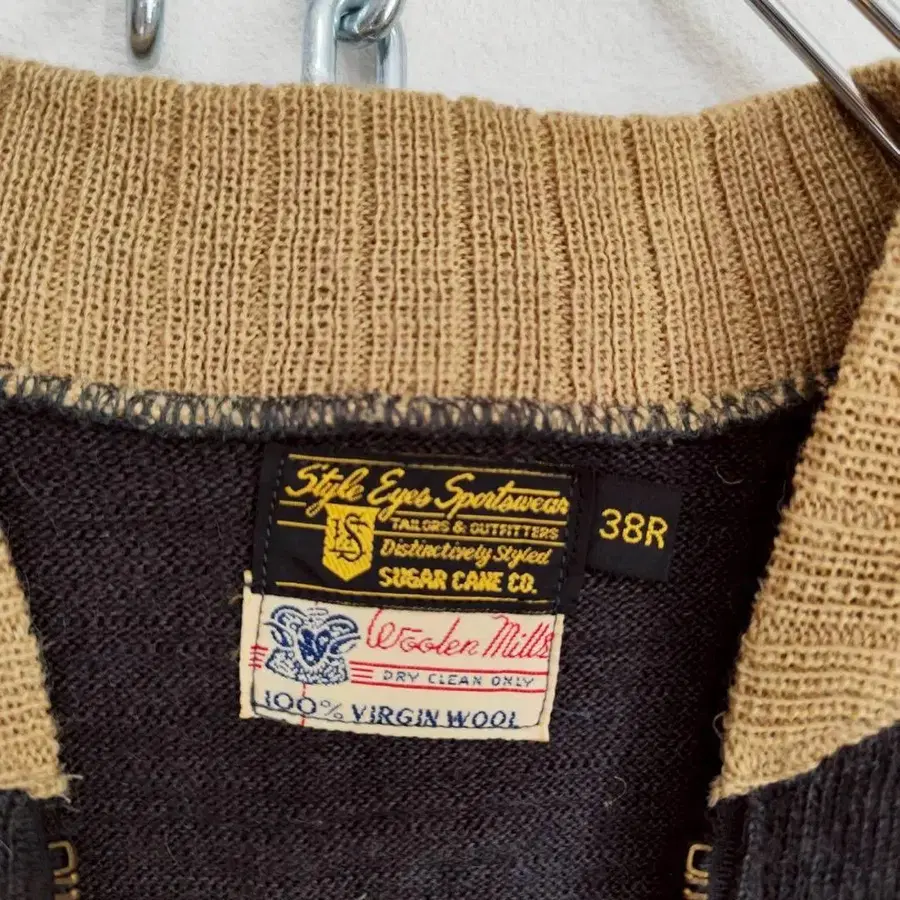 Style Eyes Sportswear
TAILORS & OUTFITTERS
Distinctively Styled
SUGAR CANE CO.
38R
Woolen Mills
DRY CLEAN ONLY
100% VIRGIN WOOL